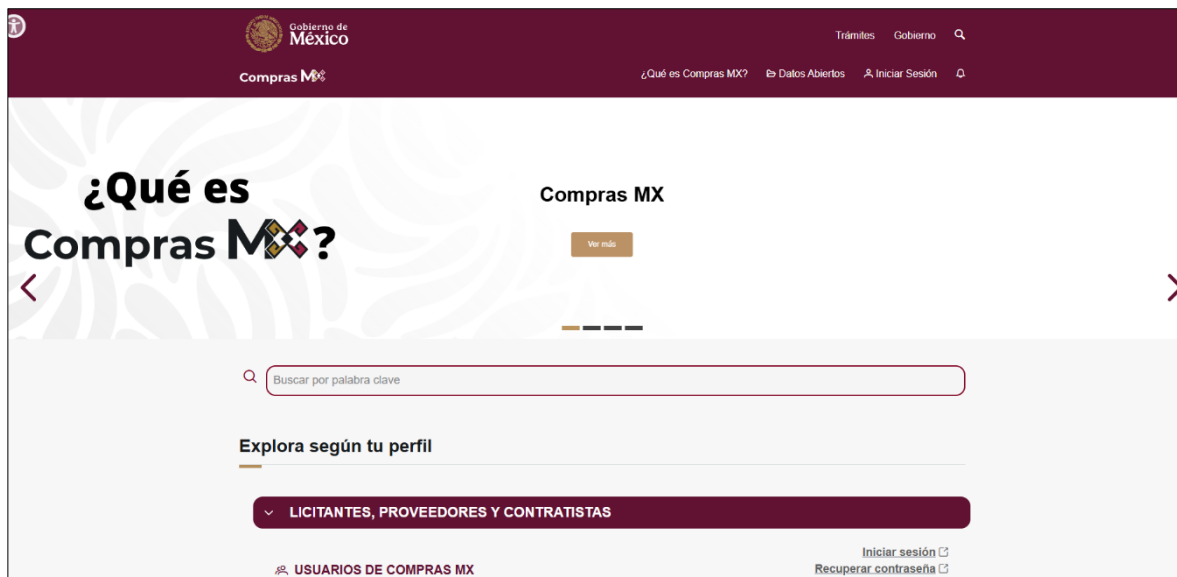 Gobierno de
México
Trámites Gobierno
Compras MX
¿Qué es Compras MX? Datos Abiertos Iniciar Sesión
¿Qué es
Compras MX?
Compras MX
Ver más
Buscar por palabra clave
Explora según tu perfil
LICITANTES, PROVEEDORES Y CONTRATISTAS
Iniciar sesión
USUARIOS DE COMPRAS MX
Recuperar contraseña